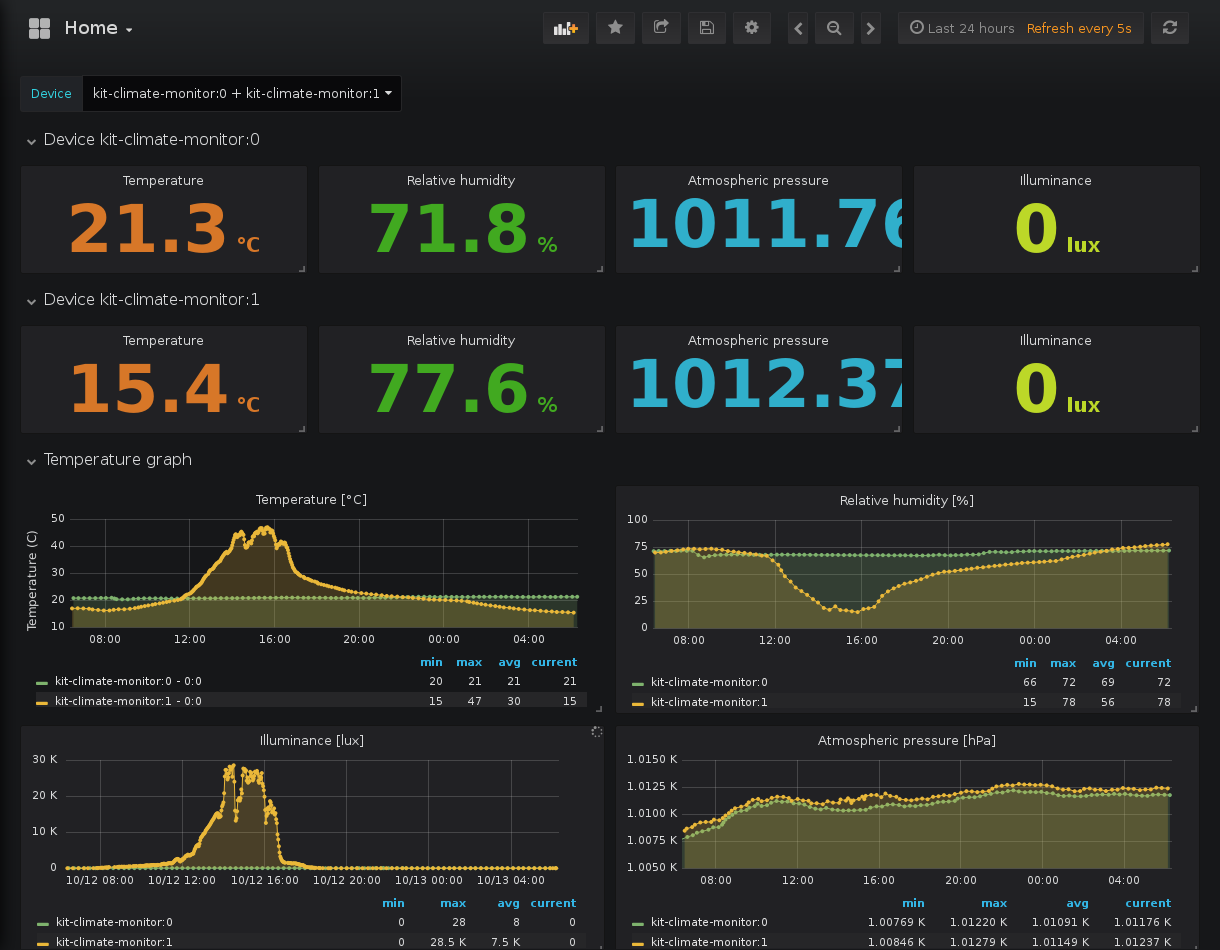 Home
Last 24 hours Refresh every 5s
Device kit-climate-monitor:0 + kit-climate-monitor:1
Device kit-climate-monitor:0
Temperature Relative humidity Atmospheric pressure Illuminance
21.3 °C 71.8 % 1011.76 0 lux
Device kit-climate-monitor:1
Temperature Relative humidity Atmospheric pressure Illuminance
15.4 °C 77.6 % 1012.37 0 lux
Temperature graph
Temperature [°C]
Temperature (C)
50
40
30
20
10
08:00 12:00 16:00 20:00 00:00 04:00
min max avg current
kit-climate-monitor:0 - 0:0 20 21 21 21
kit-climate-monitor:1 - 0:0 15 47 30 15
Relative humidity [%]
100
75
50
25
0
08:00 12:00 16:00 20:00 00:00 04:00
min max avg current
kit-climate-monitor:0 66 72 69 72
kit-climate-monitor:1 15 78 56 78
Illuminance [lux]
30 K
20 K
10 K
0
10/12 08:00 10/12 12:00 10/12 16:00 10/12 20:00 10/13 00:00 10/13 04:00
min max avg current
kit-climate-monitor:0 0 28 8 0
kit-climate-monitor:1 0 28.5 K 7.5 K 0
Atmospheric pressure [hPa]
1.0150 K
1.0125 K
1.0100 K
1.0075 K
1.0050 K
08:00 12:00 16:00 20:00 00:00 04:00
min max avg current
kit-climate-monitor:0 1.00769 K 1.01220 K 1.01091 K 1.01176 K
kit-climate-monitor:1 1.00846 K 1.01279 K 1.01149 K 1.01237 K